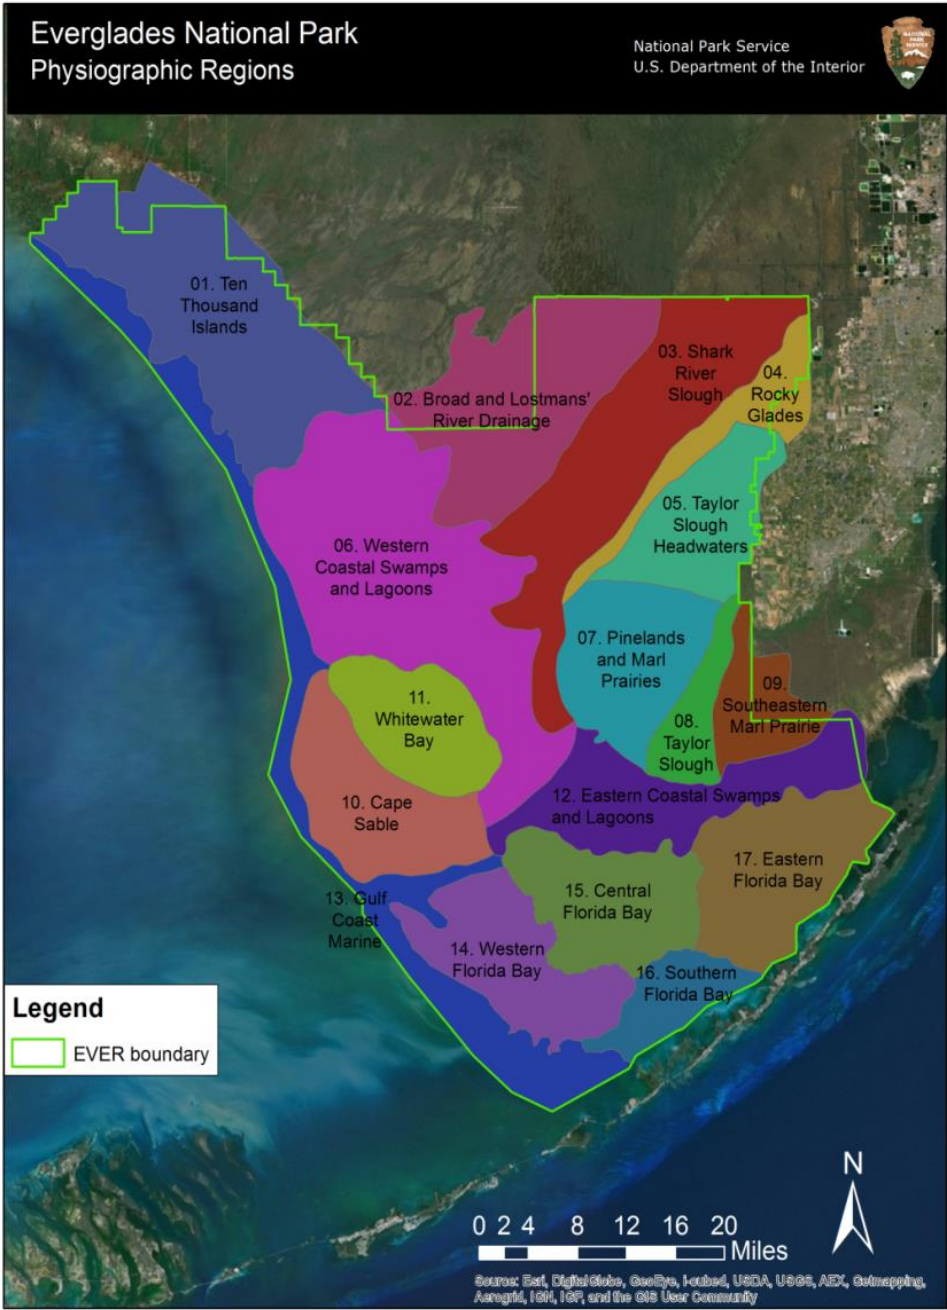 Everglades National Park
Physiographic Regions
National Park Service
U.S. Department of the Interior
NATIONAL
PARK
SERVICE
01. Ten
Thousand
Islands
02. Broad and Lostmans'
River Drainage
03. Shark
River
Slough
04.
Rocky
Glades
05. Taylor
Slough
Headwaters
06. Western
Coastal Swamps
and Lagoons
07. Pinelands
and Marl
Prairies
08.
Taylor
Slough
09.
Southeastern
Marl Prairie
11.
Whitewater
Bay
10. Cape
Sable
12. Eastern Coastal Swamps
and Lagoons
13. Gulf
Coast
Marine
14. Western
Florida Bay
15. Central
Florida Bay
16. Southern
Florida Bay
17. Eastern
Florida Bay
Legend
EVER boundary
N
0 2 4 8 12 16 20
Miles
Source: Esri, DigitalGlobe, GeoEye, i-cubed, USDA, USGS, AEX, Getmapping,
Aerogrid, IGN, IGP, and the GIS User Community